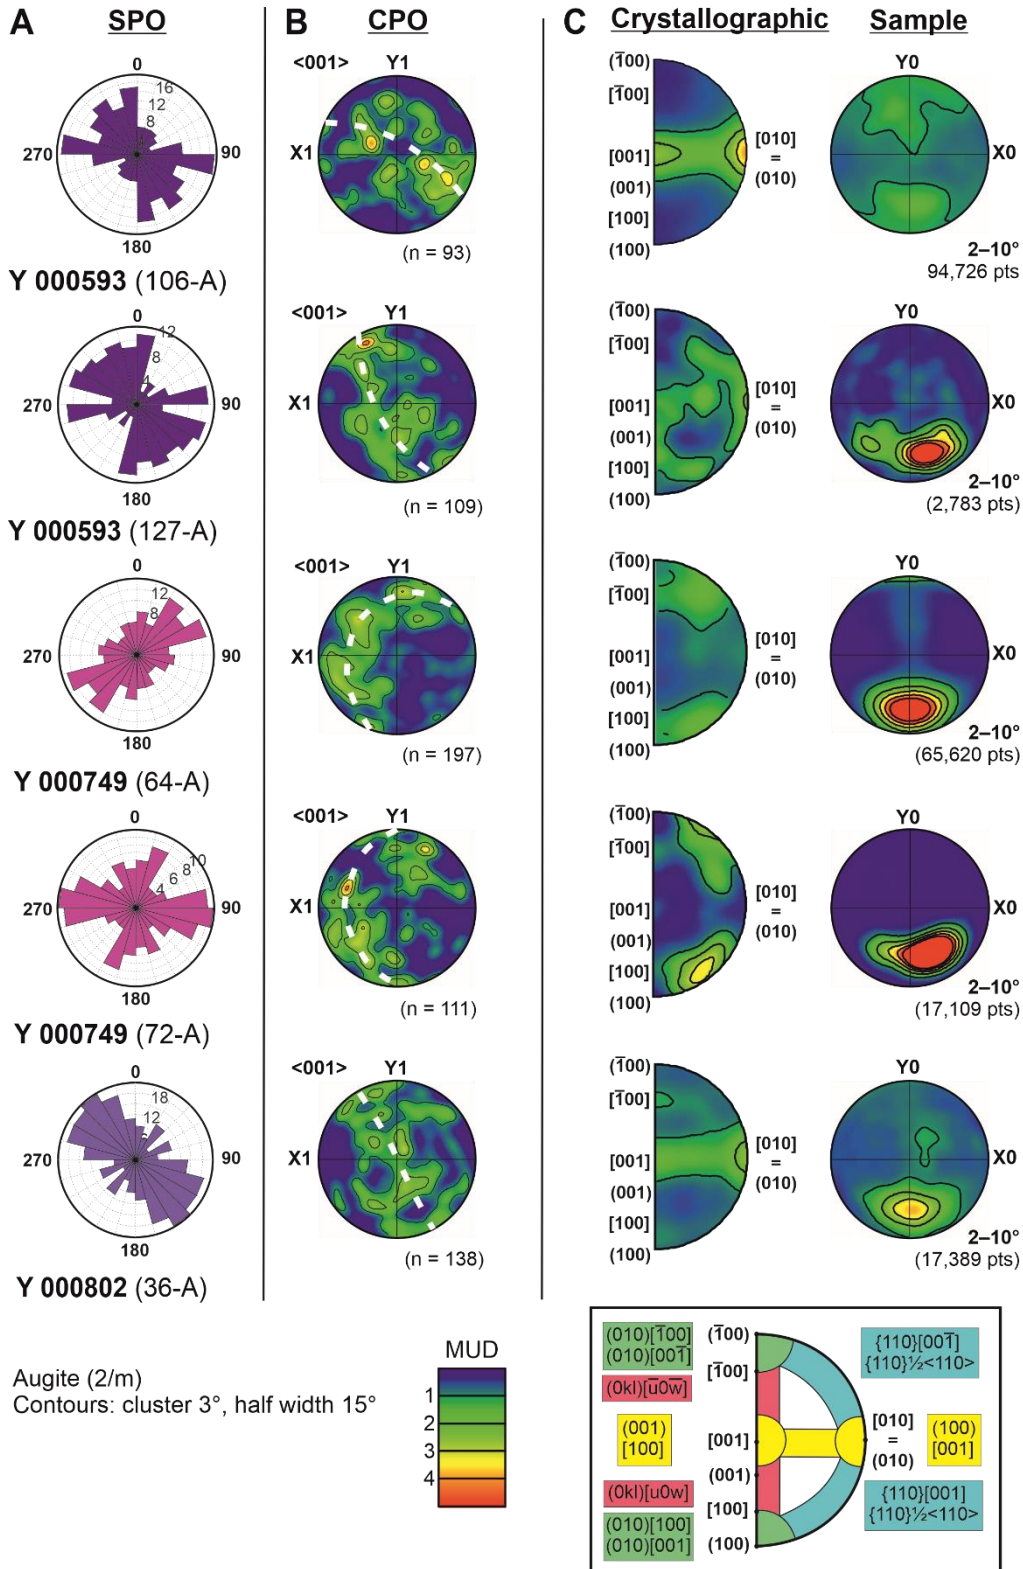 A SPO B CPO C Crystallographic Sample
0
16
12
8
270 90
180
<001> Y1
X1
(n = 93)
(1̅00)
[1̅00]
[001]
(001)
[100]
(100)
[010]
=
(010)
Y0
X0
2–10°
94,726 pts
Y 000593 (106-A)
0
12
8
4
270 90
180
<001> Y1
X1
(n = 109)
(1̅00)
[1̅00]
[001]
(001)
[100]
(100)
[010]
=
(010)
Y0
X0
2–10°
(2,783 pts)
Y 000593 (127-A)
0
12
8
270 90
180
<001> Y1
X1
(n = 197)
(1̅00)
[1̅00]
[001]
(001)
[100]
(100)
[010]
=
(010)
Y0
X0
2–10°
(65,620 pts)
Y 000749 (64-A)
0
10
8
6
4
270 90
180
<001> Y1
X1
(n = 111)
(1̅00)
[1̅00]
[001]
(001)
[100]
(100)
[010]
=
(010)
Y0
X0
2–10°
(17,109 pts)
Y 000749 (72-A)
0
18
12
6
270 90
180
<001> Y1
X1
(n = 138)
(1̅00)
[1̅00]
[001]
(001)
[100]
(100)
[010]
=
(010)
Y0
X0
2–10°
(17,389 pts)
Y 000802 (36-A)
Augite (2/m)
Contours: cluster 3°, half width 15°
MUD
1
2
3
4
(010)[1̅00]
(010)[001̅]
(0kl)[u̅0w̅]
(001)
[100]
(0kl)[u0w]
(010)[100]
(010)[001]
(1̅00)
[1̅00]
[001]
(001)
[100]
(100)
{110}[001̅]
{110}½<110>
[010]
=
(010)
(100)
[001]
{110}[001]
{110}½<110>